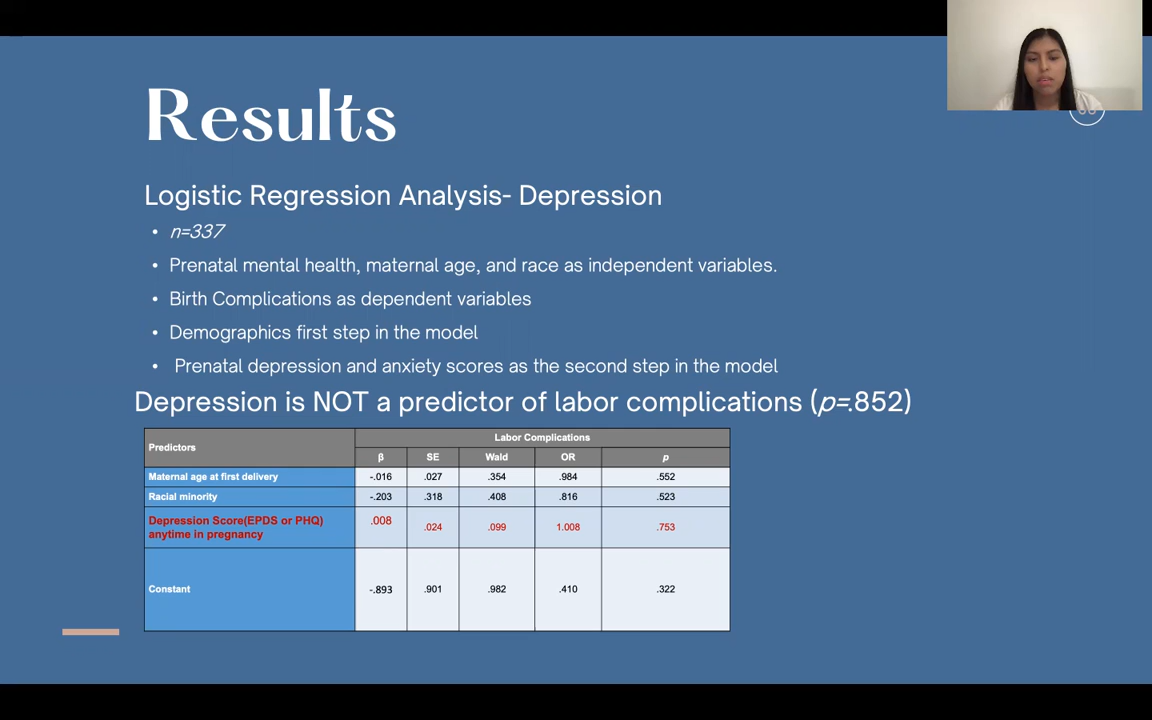 Results
Logistic Regression Analysis- Depression
• n=337
• Prenatal mental health, maternal age, and race as independent variables.
• Birth Complications as dependent variables
• Demographics first step in the model
• Prenatal depression and anxiety scores as the second step in the model
Depression is NOT a predictor of labor complications (p=.852)
Predictors
Labor Complications
β SE Wald OR p
Maternal age at first delivery -.016 .027 .354 .984 .552
Racial minority -.203 .318 .408 .816 .523
Depression Score(EPDS or PHQ)
anytime in pregnancy .008 .024 .099 1.008 .753
Constant -.893 .901 .982 .410 .322